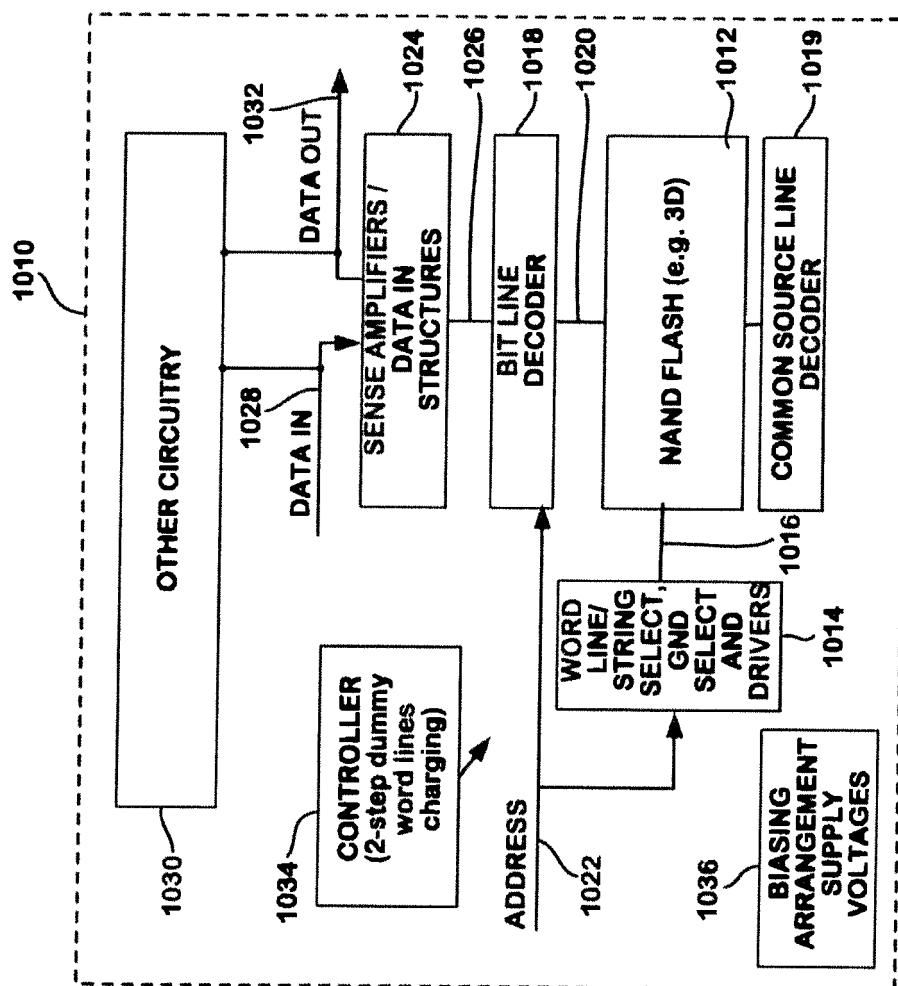 1010
OTHER CIRCUITRY
1030
1028
DATA IN
DATA OUT
1032
CONTROLLER
(2-step dummy
word lines
charging)
1034
SENSE AMPLIFIERS /
DATA IN
STRUCTURES
1024
1026
ADDRESS
1022
BIT LINE
DECODER
1018
1020
WORD
LINE/
STRING
SELECT,
GND
SELECT
AND
DRIVERS
1014
1016
NAND FLASH (e.g. 3D)
1012
BIASING
ARRANGEMENT
SUPPLY
VOLTAGES
1036
COMMON SOURCE LINE
DECODER
1019